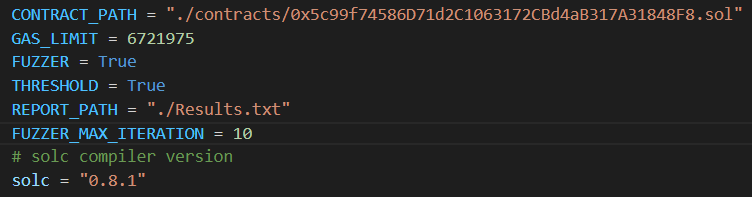 CONTRACT_PATH = "./contracts/0x5c99f74586D71d2C1063172CBd4aB317A31848F8.sol"
GAS_LIMIT = 6721975
FUZZER = True
THRESHOLD = True
REPORT_PATH = "./Results.txt"
FUZZER_MAX_ITERATION = 10
# solc compiler version
solc = "0.8.1"